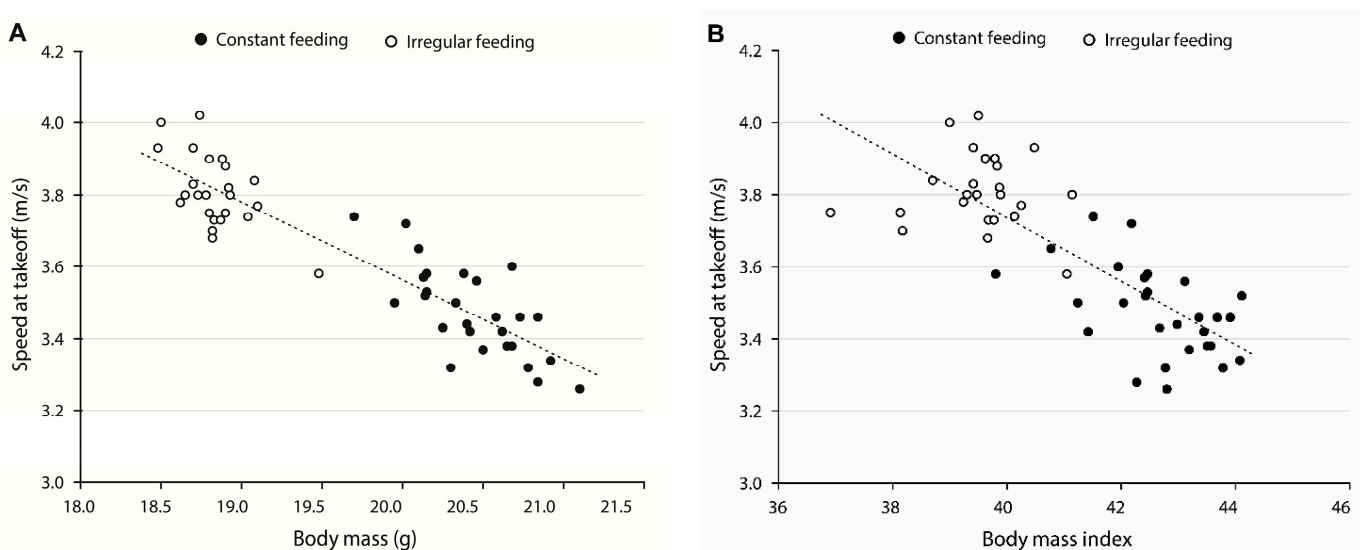 A
Constant feeding
Irregular feeding
4.2
4.0
3.8
3.6
3.4
3.2
3.0
Speed at takeoff (m/s)
18.0 18.5 19.0 19.5 20.0 20.5 21.0 21.5
Body mass (g)
B
Constant feeding
Irregular feeding
4.2
4.0
3.8
3.6
3.4
3.2
3.0
Speed at takeoff (m/s)
36 38 40 42 44 46
Body mass index